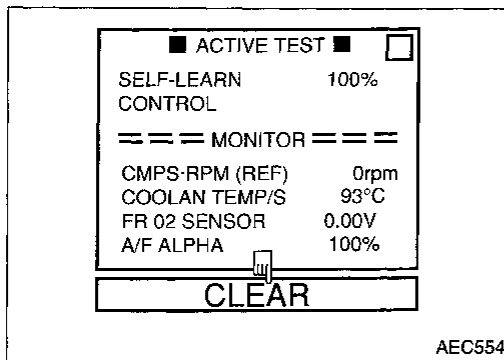 ■ ACTIVE TEST ■
SELF-LEARN 100%
CONTROL
= = = MONITOR = = =
CMPS·RPM (REF) 0rpm
COOLAN TEMP/S 93°C
FR 02 SENSOR 0.00V
A/F ALPHA 100%
CLEAR
AEC554